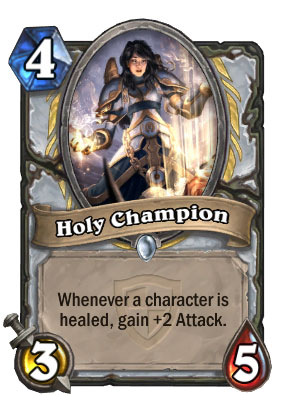 4
Holy Champion
Whenever a character is
healed, gain +2 Attack.
3
5